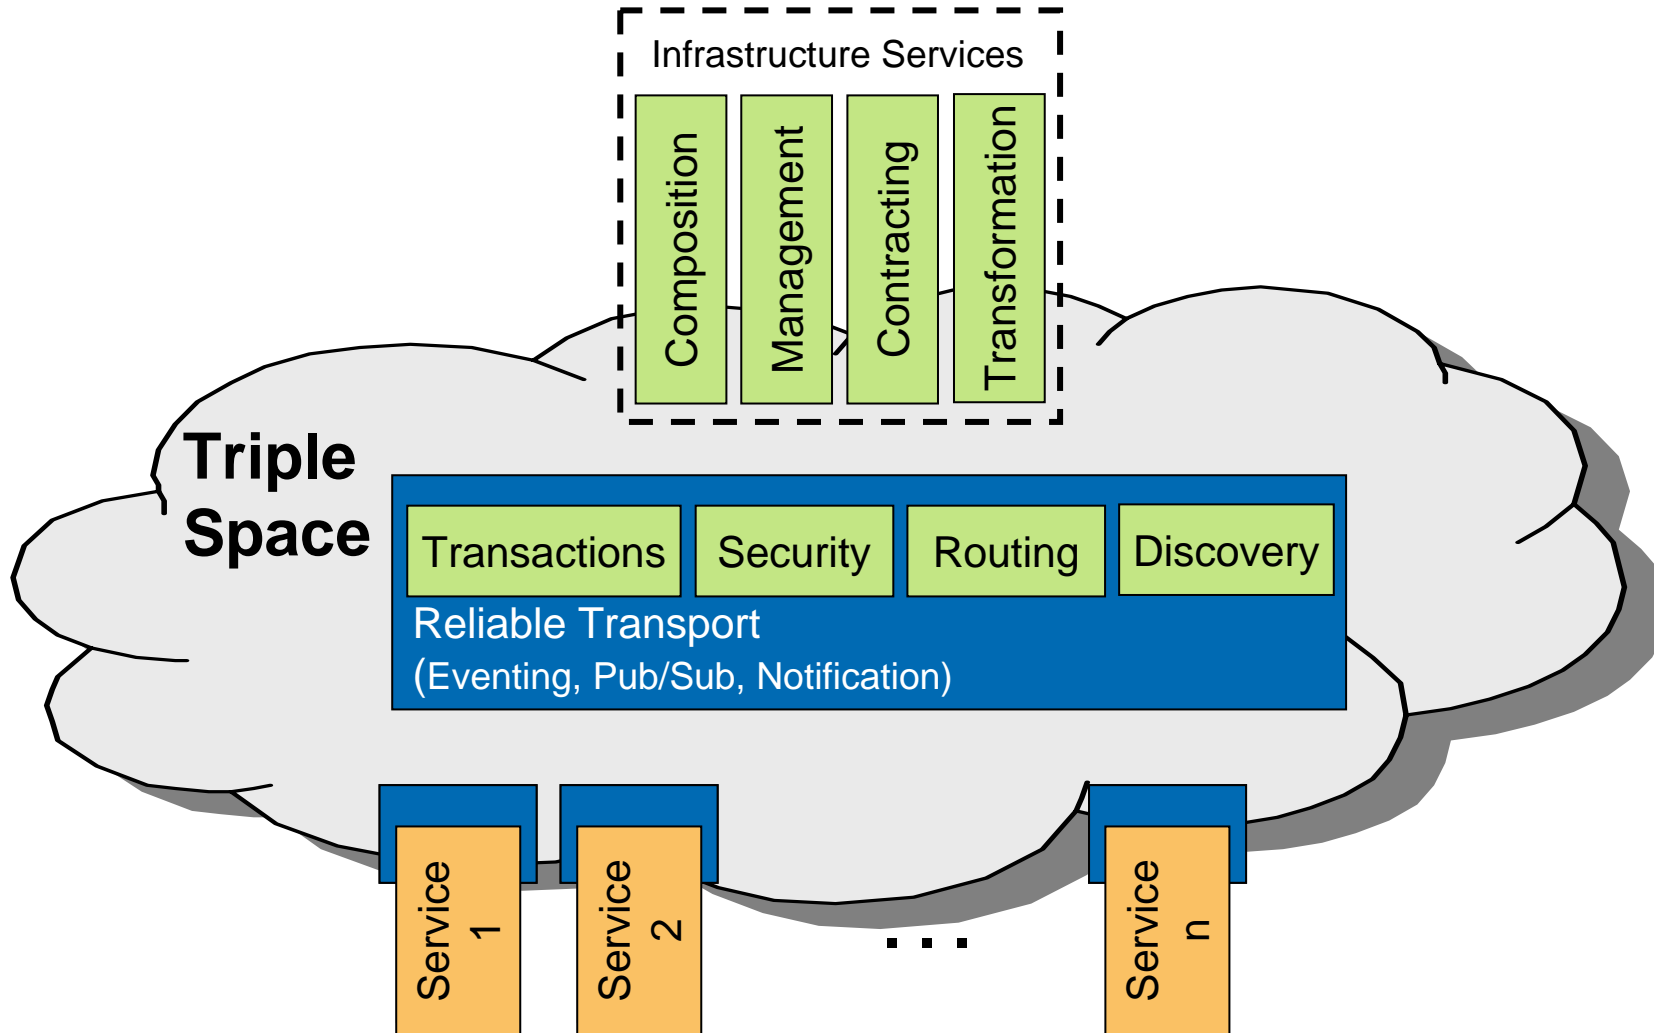 Infrastructure Services
Composition
Management
Contracting
Transformation
Triple
Space
Transactions
Security
Routing
Discovery
Reliable Transport
(Eventing, Pub/Sub, Notification)
Service
1
Service
2
. . .
Service
n